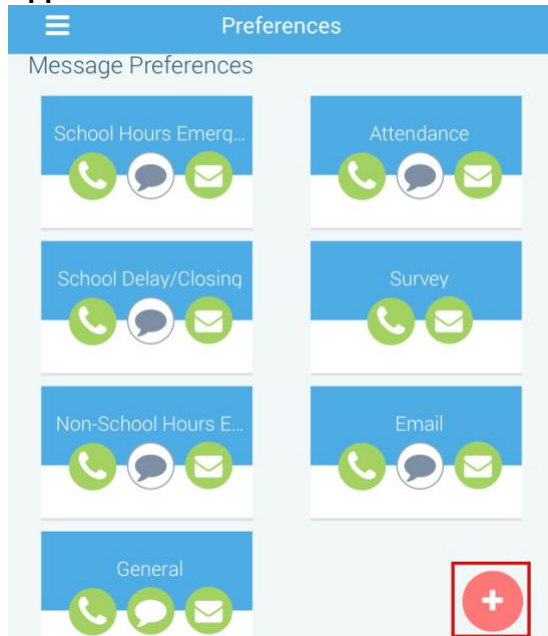 Preferences
Message Preferences
School Hours Emerg...
Attendance
School Delay/Closing
Survey
Non-School Hours E...
Email
General